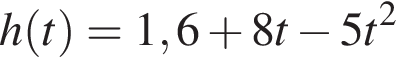 h(t) = 1,6 + 8t − 5t²